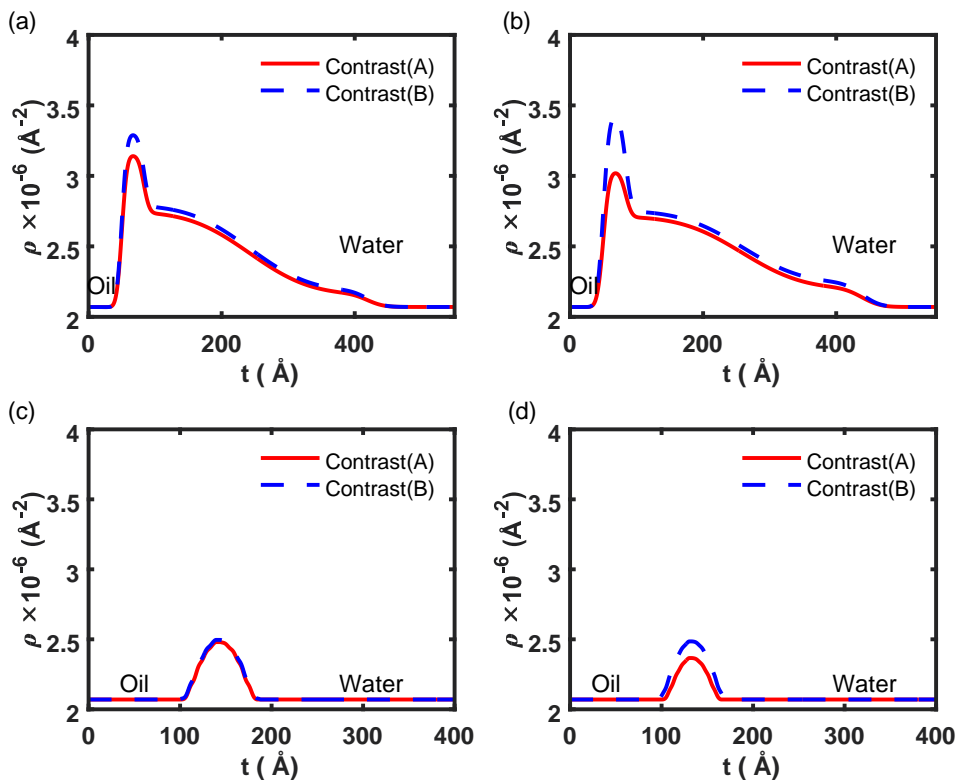 (a)
4
3.5
3
2.5
2
ρ ×10⁻⁶ (Å⁻²)
Contrast(A)
Contrast(B)
Oil
Water
0
200
400
t ( Å)
(b)
4
3.5
3
2.5
2
ρ ×10⁻⁶ (Å⁻²)
Contrast(A)
Contrast(B)
Oil
Water
0
200
400
t ( Å)
(c)
4
3.5
3
2.5
2
ρ ×10⁻⁶ (Å⁻²)
Contrast(A)
Contrast(B)
Oil
Water
0 100 200 300 400
t ( Å)
(d)
4
3.5
3
2.5
2
ρ ×10⁻⁶ (Å⁻²)
Contrast(A)
Contrast(B)
Oil
Water
0 100 200 300 400
t ( Å)